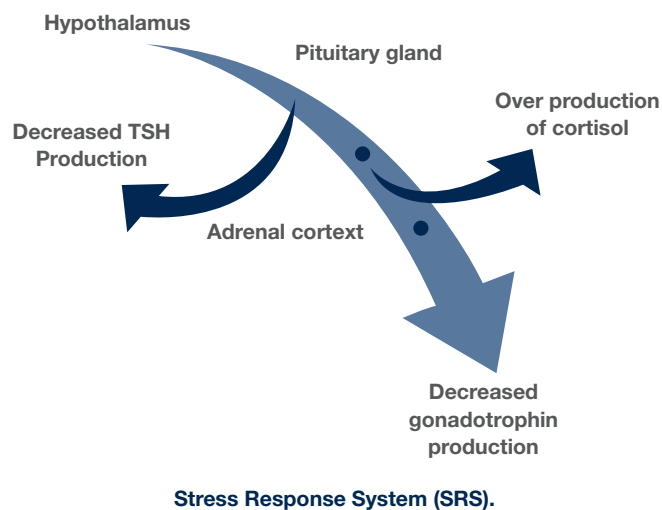 Hypothalamus
Pituitary gland
Over production
of cortisol
Decreased TSH
Production
Adrenal cortext
Decreased
gonadotrophin
production
Stress Response System (SRS).